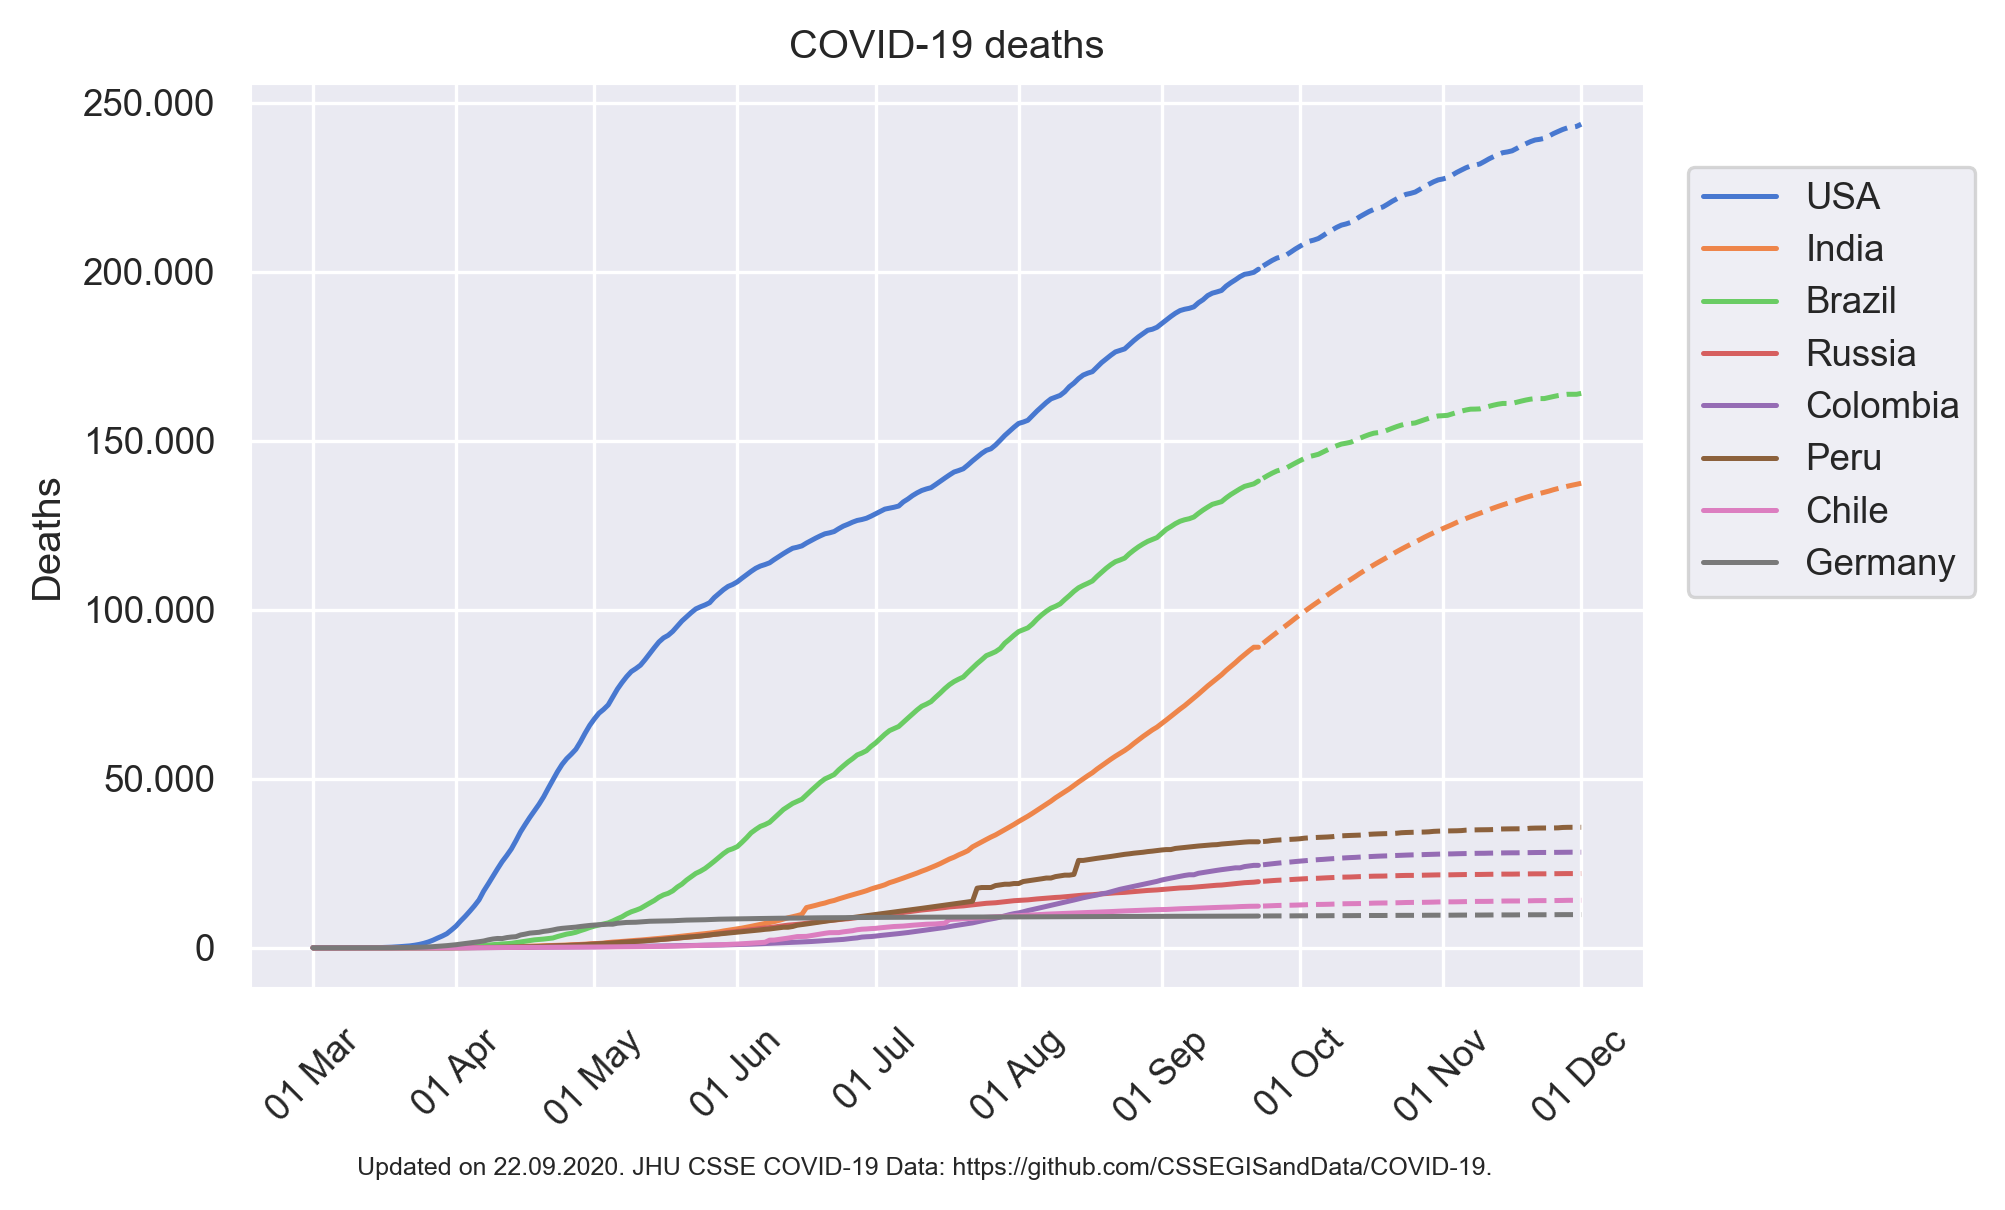 COVID-19 deaths
250.000
200.000
150.000
100.000
50.000
0
Deaths
USA
India
Brazil
Russia
Colombia
Peru
Chile
Germany
01 Mar
01 Apr
01 May
01 Jun
01 Jul
01 Aug
01 Sep
01 Oct
01 Nov
01 Dec
Updated on 22.09.2020. JHU CSSE COVID-19 Data: https://github.com/CSSEGISandData/COVID-19.